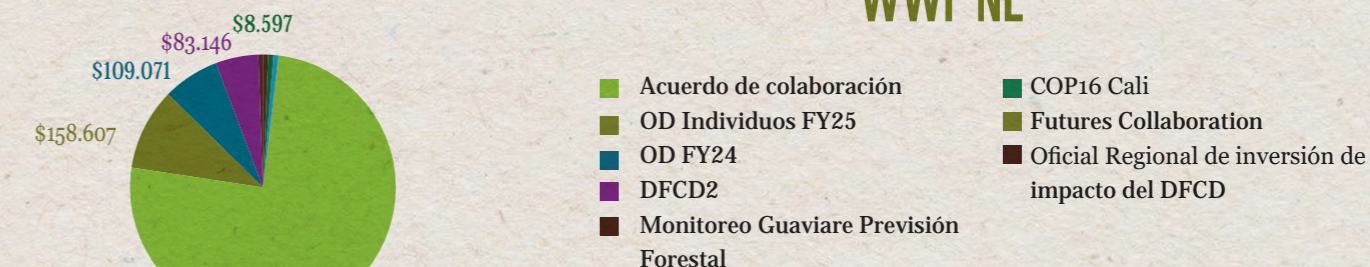 WWF NL
$8.597
$83.146
$109.071
$158.607
Acuerdo de colaboración
OD Individuos FY25
OD FY24
DFCD2
Monitoreo Guaviare Previsión
Forestal
COP16 Cali
Futures Collaboration
Oficial Regional de inversión de
impacto del DFCD